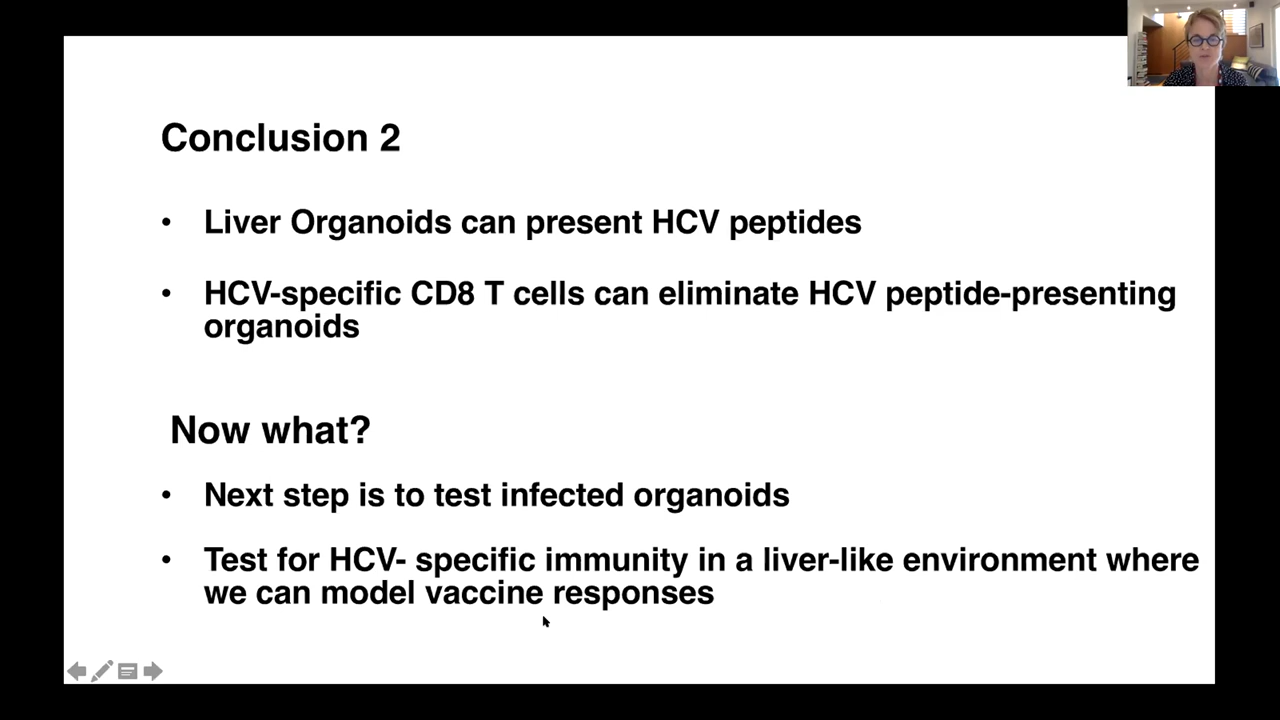 Conclusion 2
• Liver Organoids can present HCV peptides
• HCV-specific CD8 T cells can eliminate HCV peptide-presenting
organoids
Now what?
• Next step is to test infected organoids
• Test for HCV- specific immunity in a liver-like environment where
we can model vaccine responses